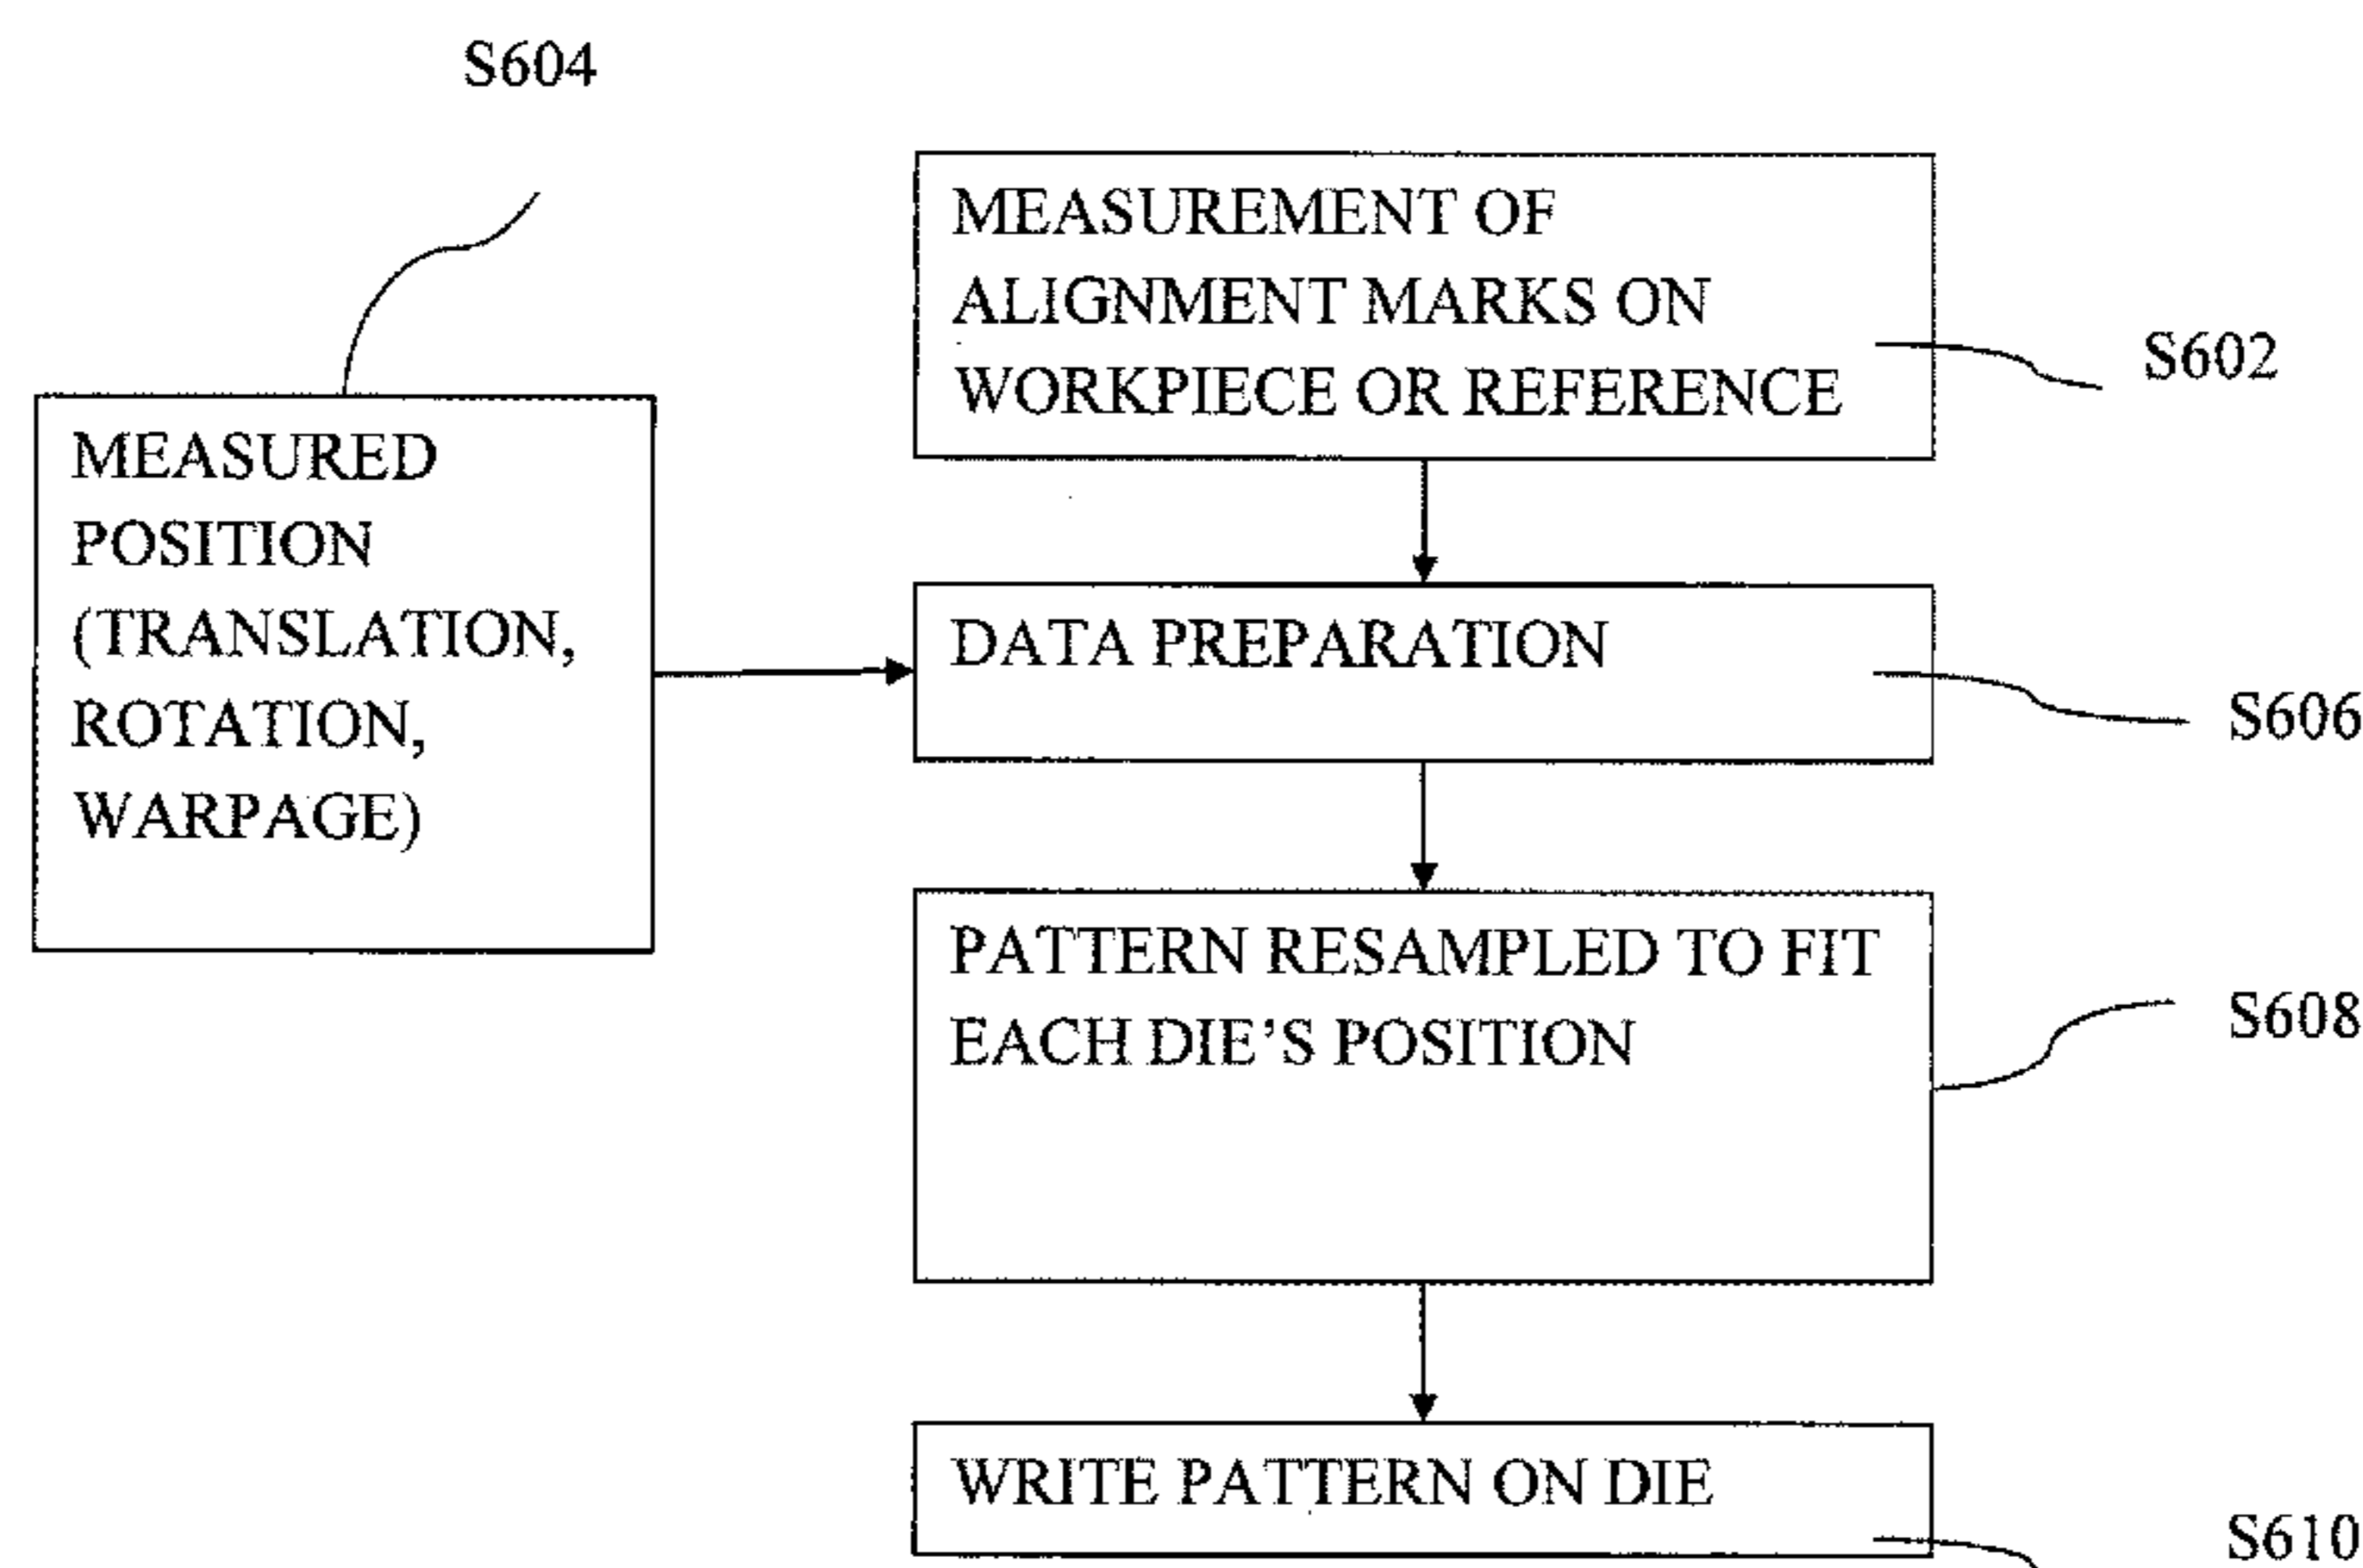 S604
MEASUREMENT OF
ALIGNMENT MARKS ON
WORKPIECE OR REFERENCE
S602
MEASURED
POSITION
(TRANSLATION,
ROTATION,
WARPAGE)
DATA PREPARATION
S606
PATTERN RESAMPLED TO FIT
EACH DIE'S POSITION
S608
WRITE PATTERN ON DIE
S610